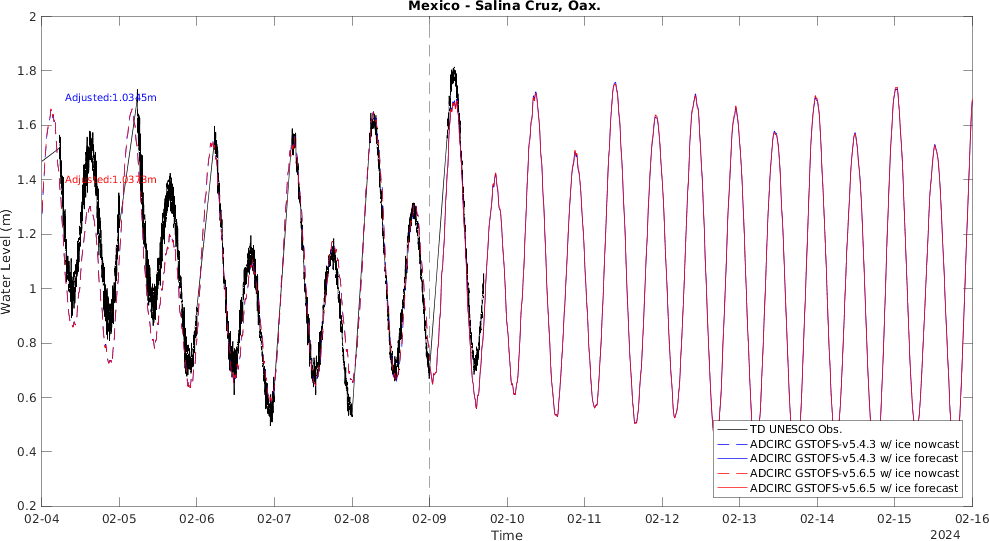 Mexico - Salina Cruz, Oax.
Water Level (m)
2
1.8
1.6
1.4
1.2
1
0.8
0.6
0.4
0.2
Adjusted:1.0345m
Adjusted:1.0373m
TD UNESCO Obs.
ADCIRC GSTOFS-v5.4.3 w/ ice nowcast
ADCIRC GSTOFS-v5.4.3 w/ ice forecast
ADCIRC GSTOFS-v5.6.5 w/ ice nowcast
ADCIRC GSTOFS-v5.6.5 w/ ice forecast
02-04 02-05 02-06 02-07 02-08 02-09 02-10 02-11 02-12 02-13 02-14 02-15 02-16
Time
2024